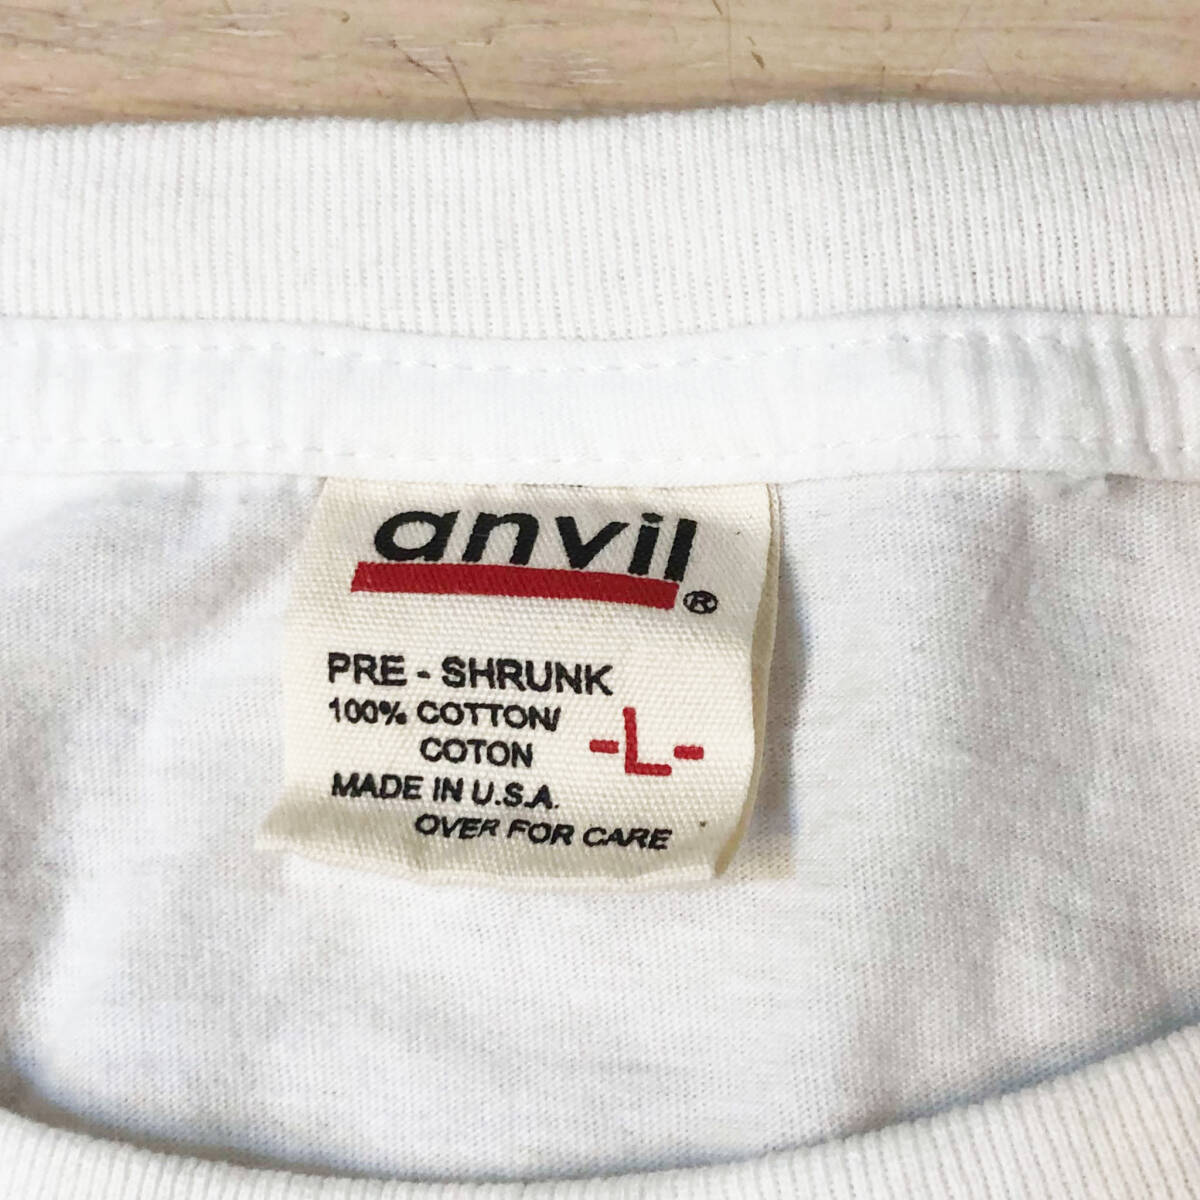 anvil®
PRE - SHRUNK
100% COTTON/
COTON
-L-
MADE IN U.S.A.
OVER FOR CARE